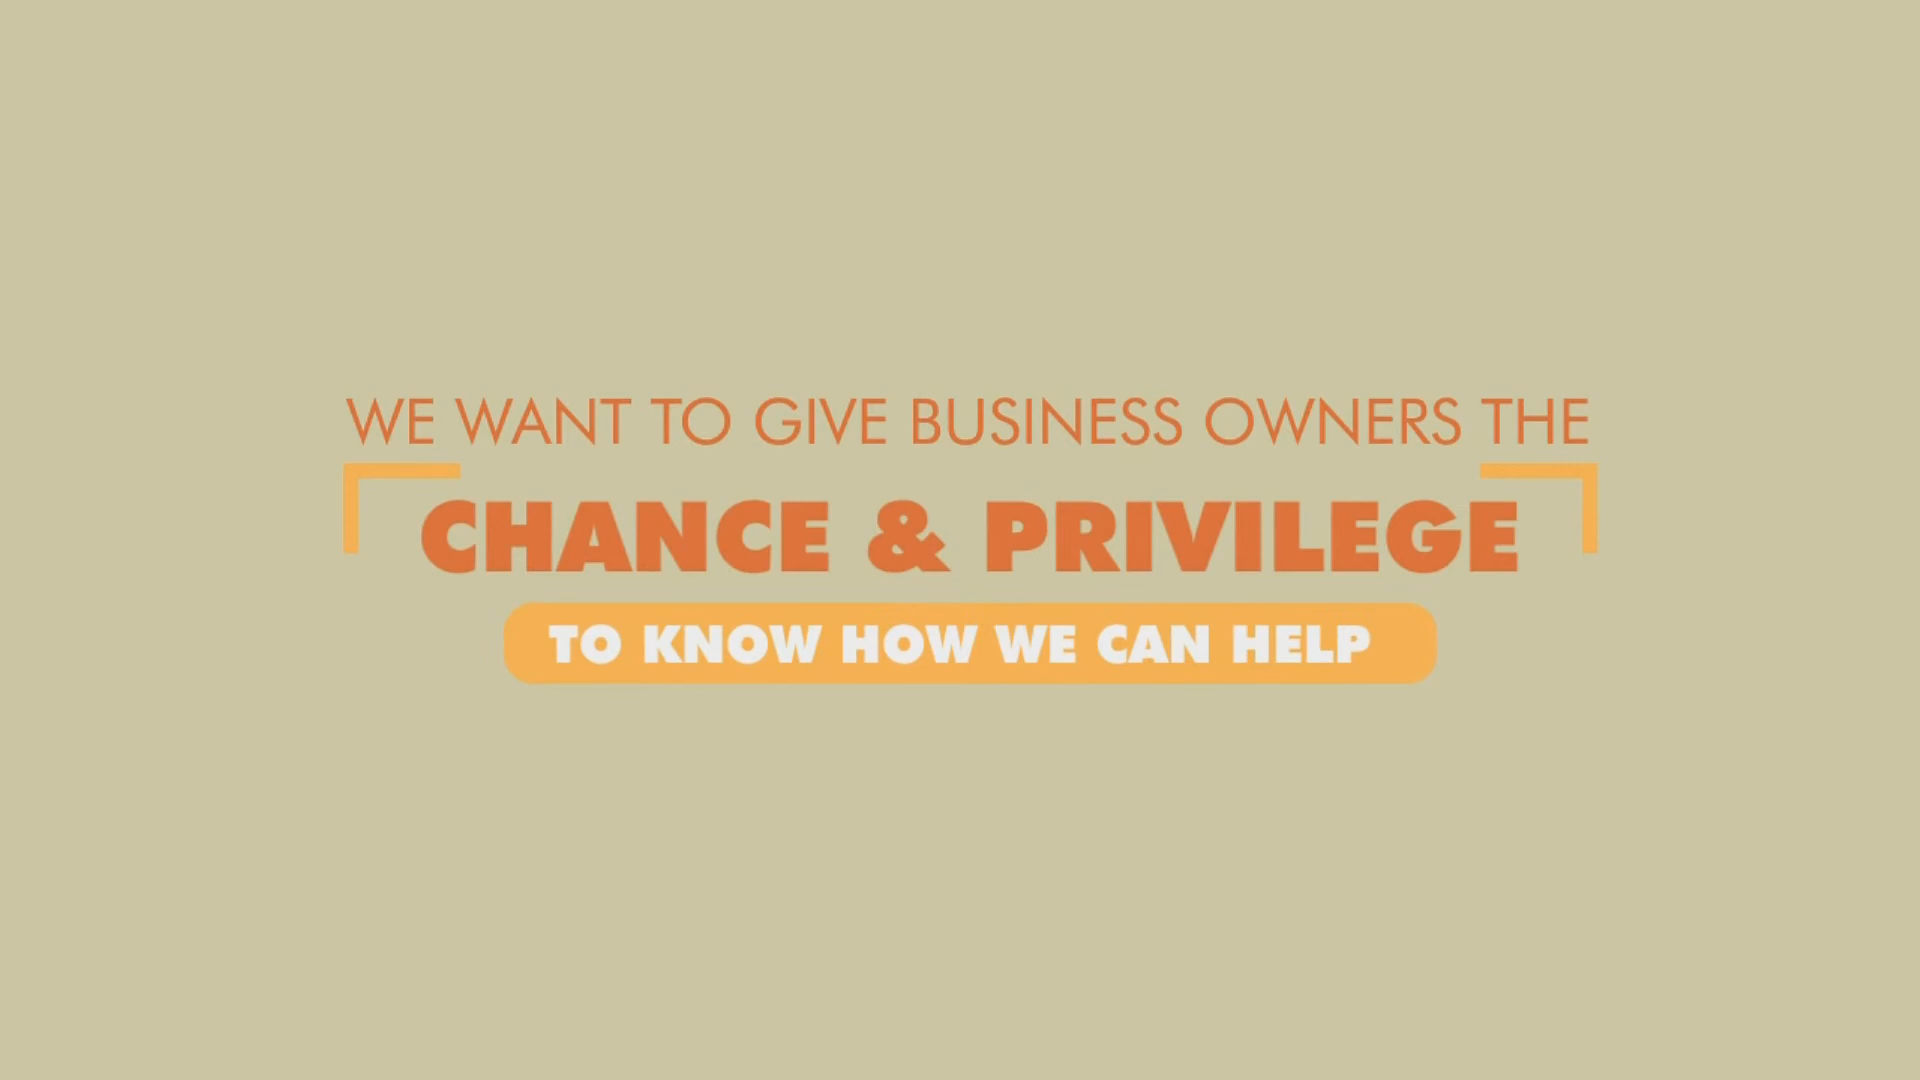 WE WANT TO GIVE BUSINESS OWNERS THE
CHANCE & PRIVILEGE
TO KNOW HOW WE CAN HELP